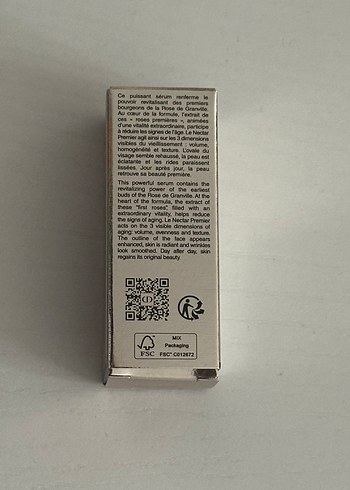 Ce puissant sérum renferme le
pouvoir revitalisant des premiers
bourgeons de la Rose de Granville.
Au cœur de la formule, l'extrait de
ces « roses premières », animées
d'une vitalité extraordinaire, participe
à réduire les signes de l'âge. Le Nectar
Premier agit ainsi sur les 3 dimensions
visibles du vieillissement : volume,
homogénéité et texture. L'ovale du
visage semble rehaussé, la peau est
éclatante et les rides paraissent
lissées. Jour après jour, la peau
retrouve sa beauté première.
This powerful serum contains the
revitalizing power of the earliest
buds of the Rose de Granville. At the
heart of the formula, the extract of
these "first roses", filled with an
extraordinary vitality, helps reduce
the signs of aging. Le Nectar Premier
acts on the 3 visible dimensions of
aging: volume, evenness and texture.
The outline of the face appears
enhanced, skin is radiant and wrinkles
look smoothed. Day after day, skin
regains its original beauty.
CD
FSC
MIX
Packaging
FSC® C012672